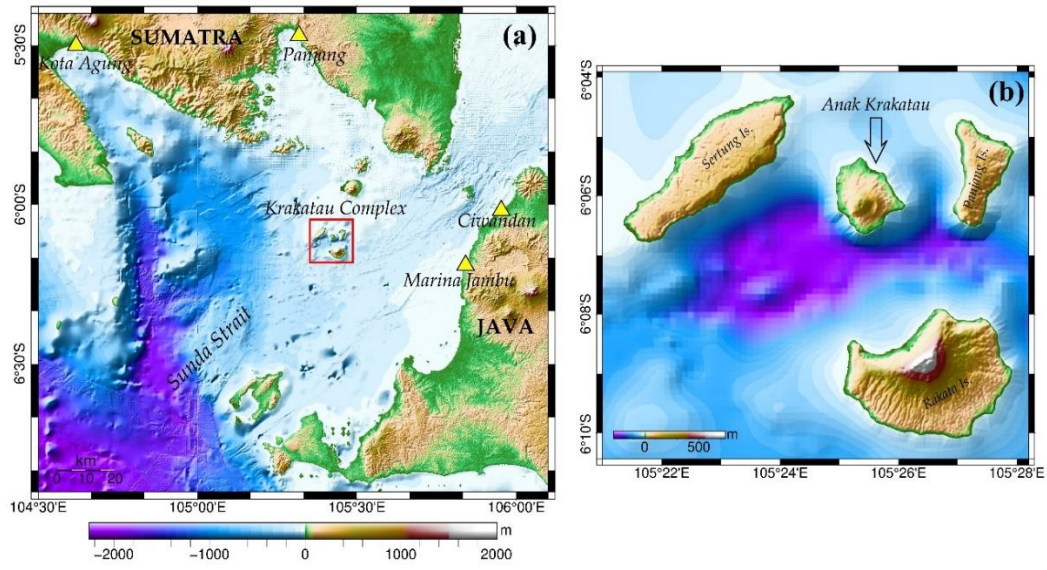 SUMATRA
(a)
Kota Agung
Panjang
Krakatau Complex
Ciwandan
Marina Jambu
JAVA
Sunda Strait
km
0 10 20
5°30'S
6°00'S
6°30'S
104°30'E
105°00'E
105°30'E
106°00'E
m
−2000
−1000
0
1000
2000
(b)
Anak Krakatau
Sertung Is.
Panjang Is.
Rakata Is.
0
500
m
6°04'S
6°06'S
6°08'S
6°10'S
105°22'E
105°24'E
105°26'E
105°28'E